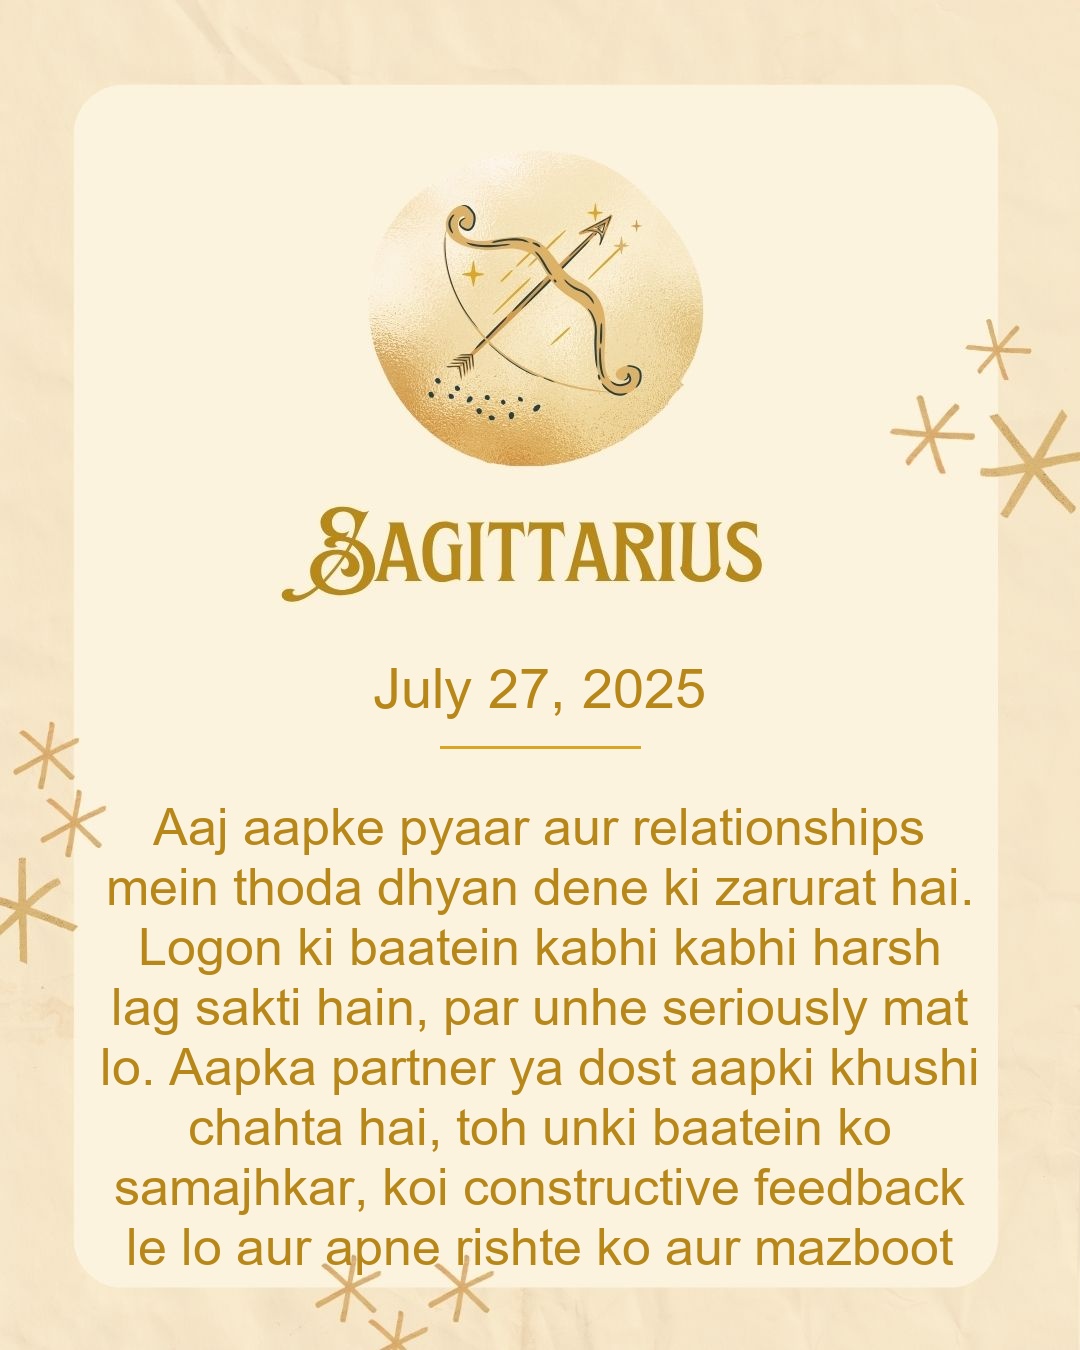 Sagittarius
July 27, 2025
Aaj aapke pyaar aur relationships
mein thoda dhyan dene ki zarurat hai.
Logon ki baatein kabhi kabhi harsh
lag sakti hain, par unhe seriously mat
lo. Aapka partner ya dost aapki khushi
chahta hai, toh unki baatein ko
samajhkar, koi constructive feedback
le lo aur apne rishte ko aur mazboot